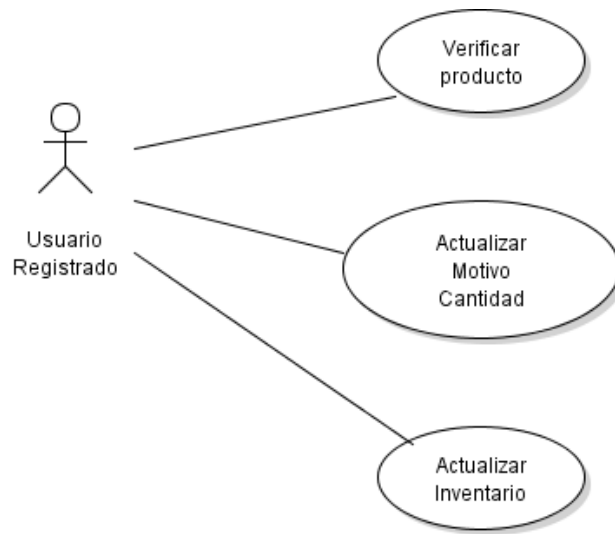 Verificar
producto
Usuario
Registrado
Actualizar
Motivo
Cantidad
Actualizar
Inventario